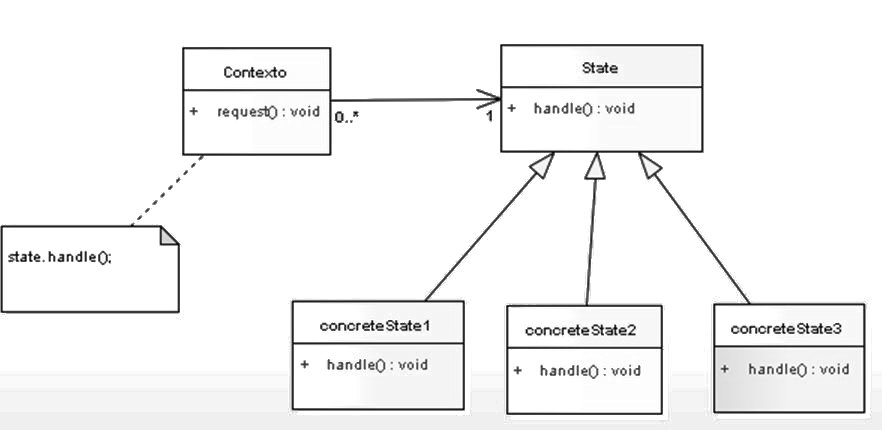 Contexto
+ request() : void
0..*
1
State
+ handle() : void
state.handle();
concreteState1
+ handle() : void
concreteState2
+ handle() : void
concreteState3
+ handle() : void